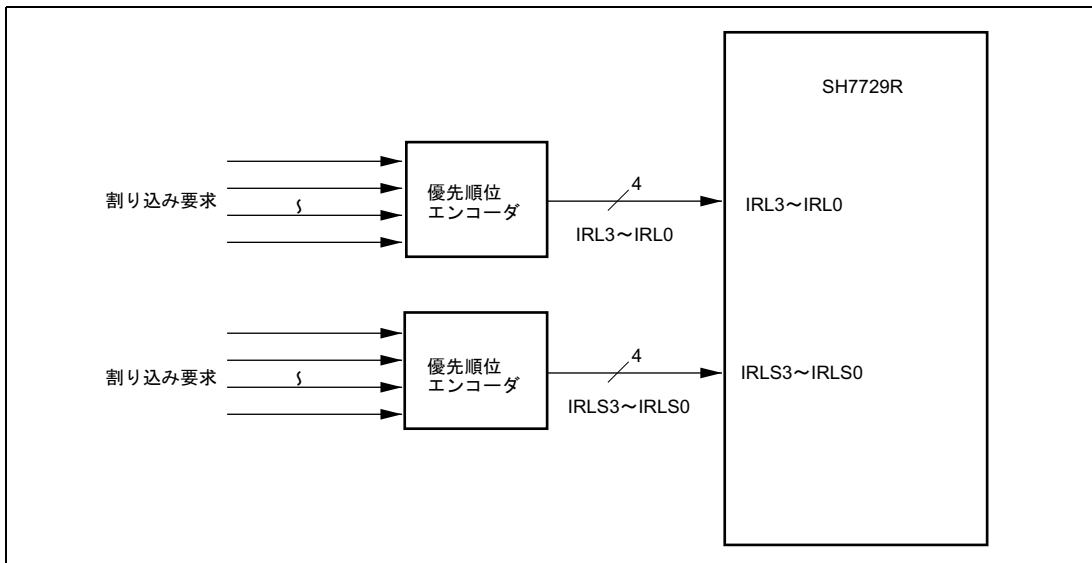 SH7729R
割り込み要求
優先順位
エンコーダ
4
IRL3～IRL0
IRL3～IRL0
割り込み要求
優先順位
エンコーダ
4
IRLS3～IRLS0
IRLS3～IRLS0